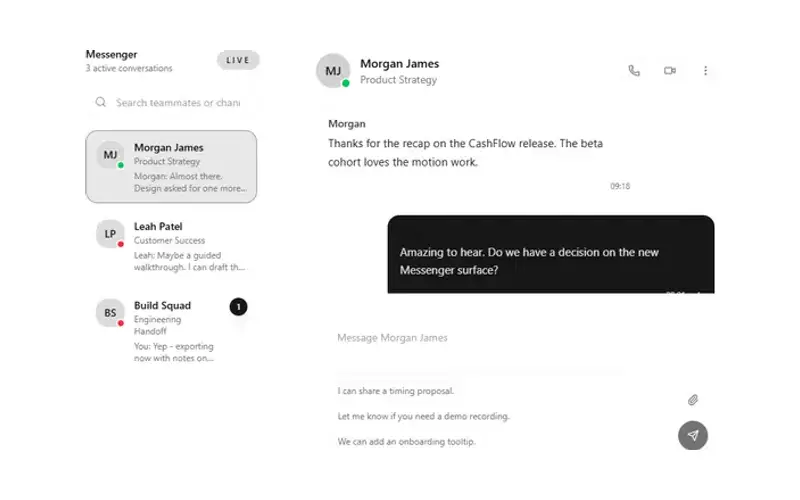 Messenger
3 active conversations
LIVE
Search teammates or
MJ
Morgan James
Product Strategy
Morgan: Almost there.
Design asked for one more...
LP
Leah Patel
Customer Success
Leah: Maybe a guided
walkthrough. I can draft th...
BS
Build Squad
1
Engineering
Handoff
You: Yep - exporting
now with notes on...
MJ
Morgan James
Product Strategy
Morgan
Thanks for the recap on the CashFlow release. The beta
cohort loves the motion work.
09:18
Amazing to hear. Do we have a decision on the new
Messenger surface?
Message Morgan James
I can share a timing proposal.
Let me know if you need a demo recording.
We can add an onboarding tooltip.